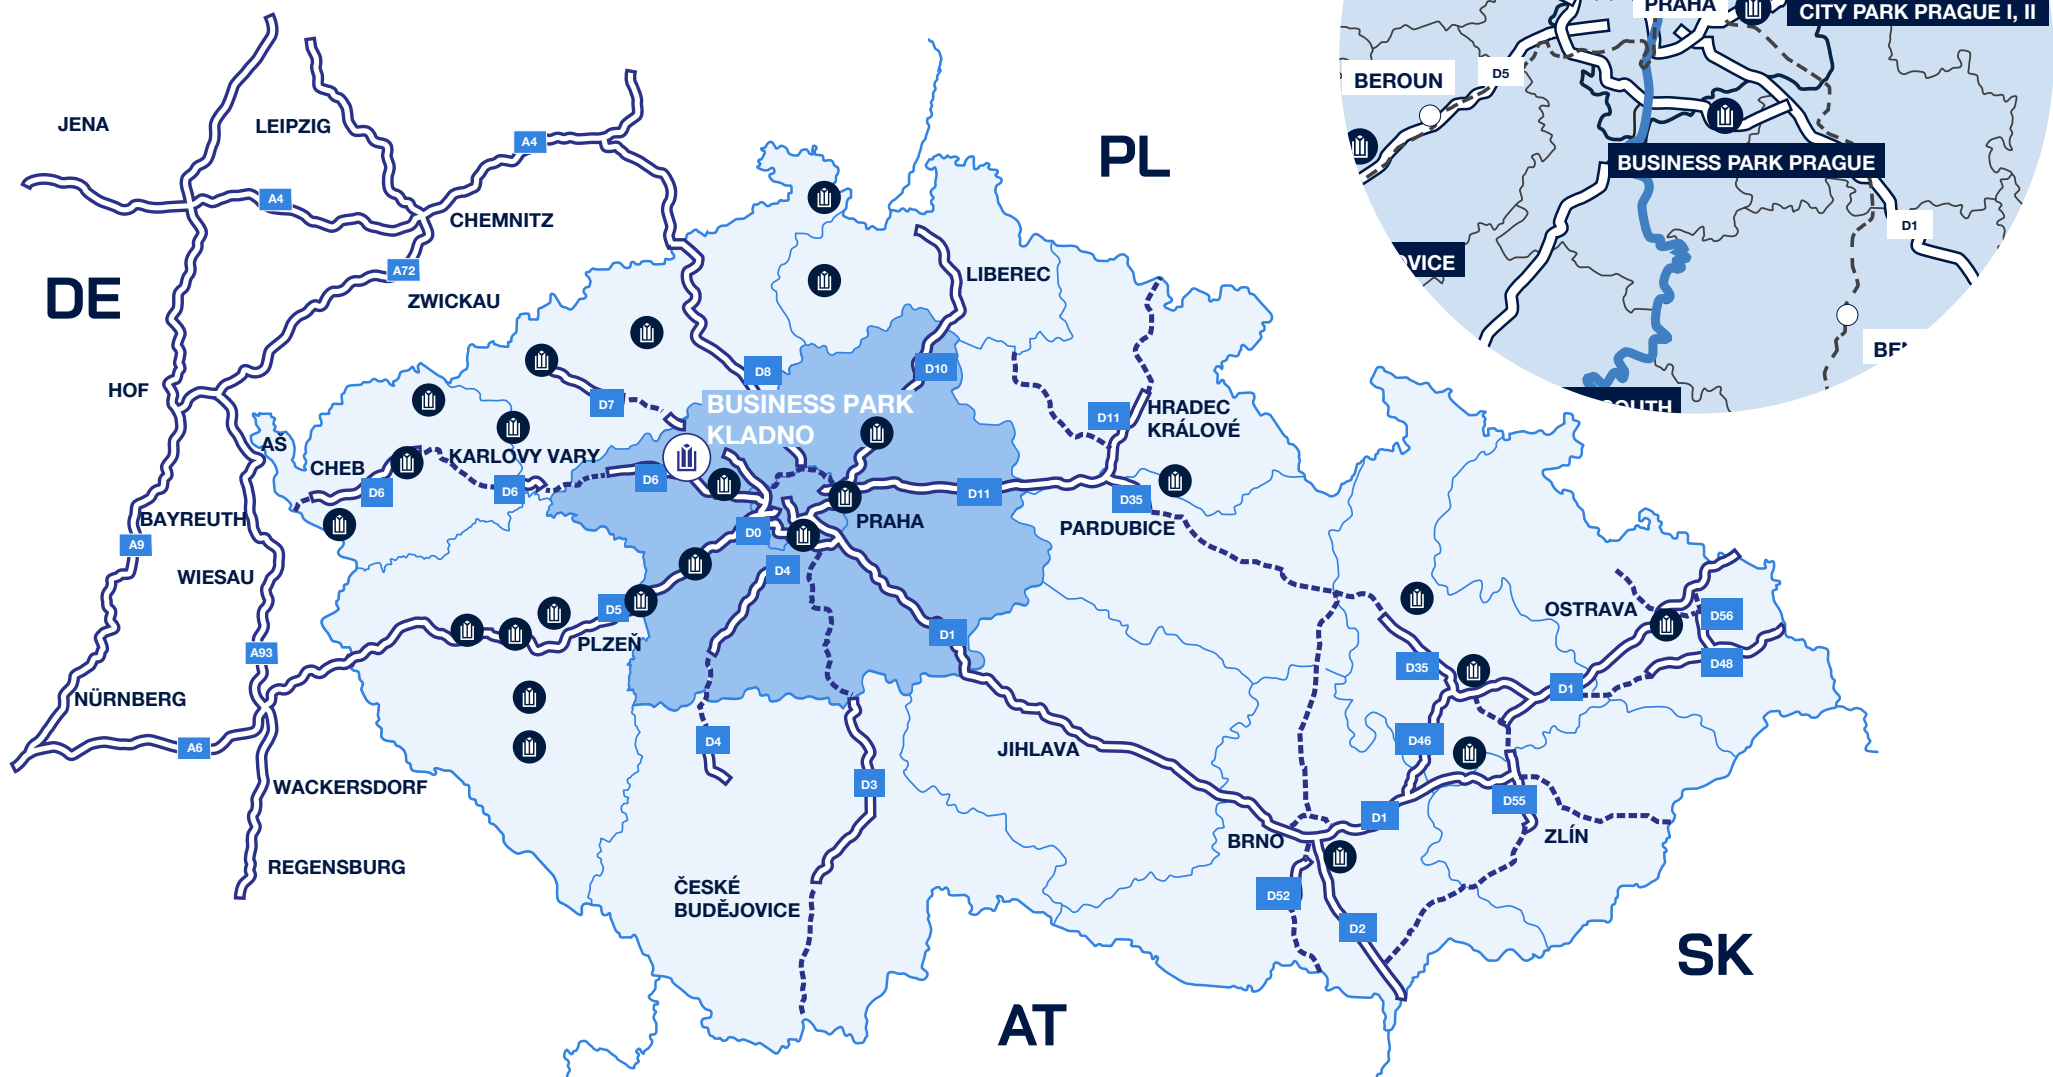 PRAHA
CITY PARK PRAGUE I, II
BEROUN
D5
BUSINESS PARK PRAGUE
D1
JENA
LEIPZIG
A4
PL
A4
CHEMNITZ
A72
DE
ZWICKAU
LIBEREC
HOF
D8
D10
D7
BUSINESS PARK
KLADNO
D11
HRADEC
KRÁLOVÉ
AŠ
CHEB
KARLOVY VARY
D6
D6
D6
D11
D35
PARDUBICE
BAYREUTH
PRAHA
D0
A9
WIESAU
D4
D5
PLZEŇ
D1
OSTRAVA
D56
A93
D35
D48
D1
NÜRNBERG
A6
D4
D46
JIHLAVA
D3
WACKERSDORF
D55
D1
BRNO
ZLÍN
REGENSBURG
ČESKÉ
BUDĚJOVICE
D52
D2
SK
AT